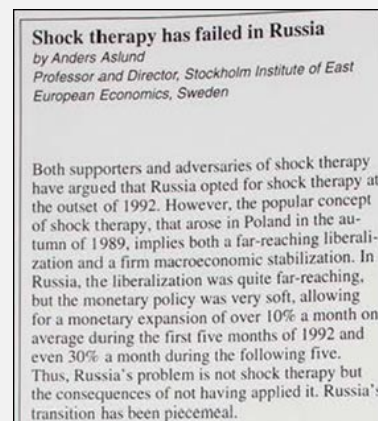 Shock therapy has failed in Russia
by Anders Aslund
Professor and Director, Stockholm Institute of East
European Economics, Sweden
Both supporters and adversaries of shock therapy
have argued that Russia opted for shock therapy at
the outset of 1992. However, the popular concept
of shock therapy, that arose in Poland in the au-
tumn of 1989, implies both a far-reaching liberali-
zation and a firm macroeconomic stabilization. In
Russia, the liberalization was quite far-reaching,
but the monetary policy was very soft, allowing
for a monetary expansion of over 10% a month on
average during the first five months of 1992 and
even 30% a month during the following five.
Thus, Russia's problem is not shock therapy but
the consequences of not having applied it. Russia's
transition has been piecemeal.